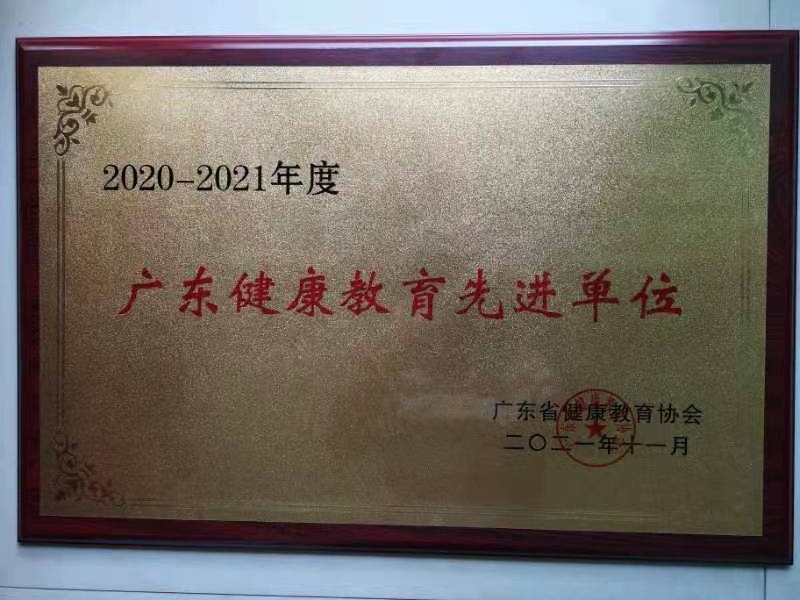 2020-2021年度
广东健康教育先进单位
广东省健康教育协会
二〇二一年十一月